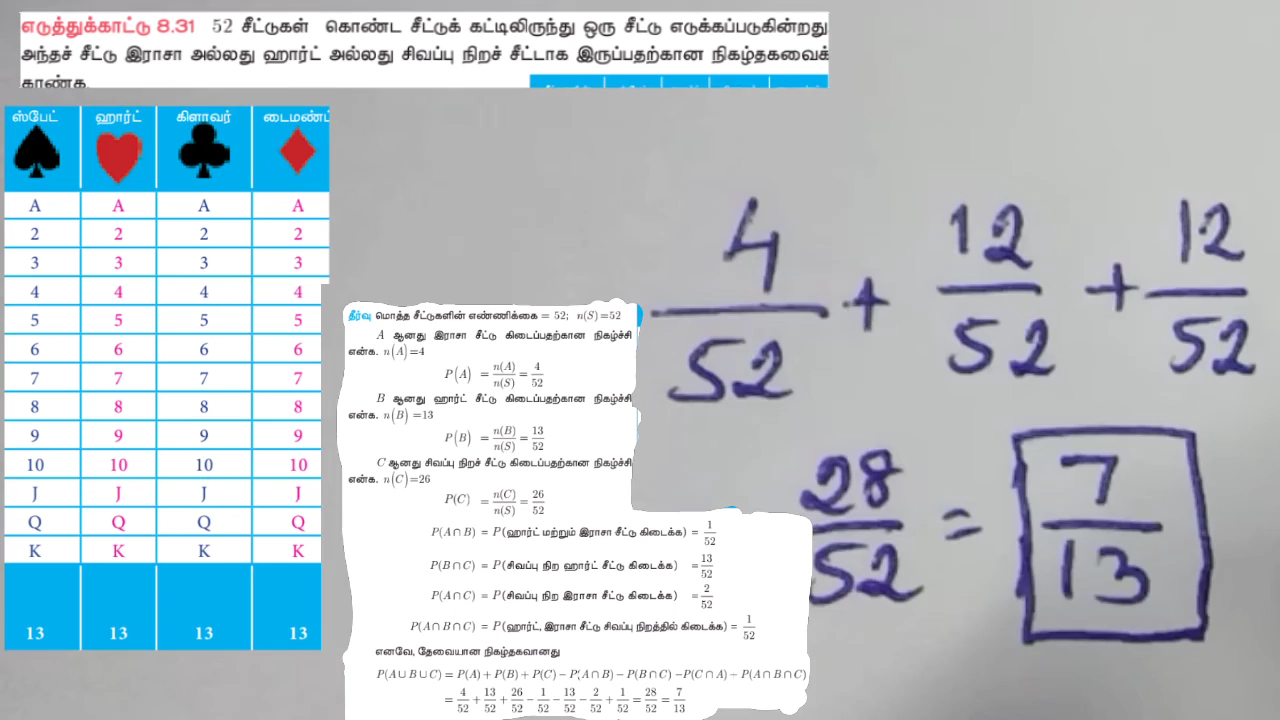 எடுத்துக்காட்டு 8.31 52 சீட்டுகள் கொண்ட சீட்டுக் கட்டிலிருந்து ஒரு சீட்டு எடுக்கப்படுகின்றது.
அந்தச் சீட்டு இராசா அல்லது ஹார்ட் அல்லது சிவப்பு நிறச் சீட்டாக இருப்பதற்கான நிகழ்தகவைக்
காண்க.
ஸ்பேட் ஹார்ட் கிளாவர் டைமண்ட்
A A A A
2 2 2 2
3 3 3 3
4 4 4 4
5 5 5 5
6 6 6 6
7 7 7 7
8 8 8 8
9 9 9 9
10 10 10 10
J J J J
Q Q Q Q
K K K K
13 13 13 13
தீர்வு மொத்த சீட்டுகளின் எண்ணிக்கை = 52; n(S)=52
A ஆனது இராசா சீட்டு கிடைப்பதற்கான நிகழ்ச்சி
என்க. n(A)=4
P(A) = n(A)/n(S) = 4/52
B ஆனது ஹார்ட் சீட்டு கிடைப்பதற்கான நிகழ்ச்சி
என்க. n(B)=13
P(B) = n(B)/n(S) = 13/52
C ஆனது சிவப்பு நிறச் சீட்டு கிடைப்பதற்கான நிகழ்ச்சி
என்க. n(C)=26
P(C) = n(C)/n(S) = 26/52
P(A∩B) = P(ஹார்ட் மற்றும் இராசா சீட்டு கிடைக்க) = 1/52
P(B∩C) = P(சிவப்பு நிற ஹார்ட் சீட்டு கிடைக்க) = 13/52
P(A∩C) = P(சிவப்பு நிற இராசா சீட்டு கிடைக்க) = 2/52
P(A∩B∩C) = P(ஹார்ட், இராசா சீட்டு சிவப்பு நிறத்தில் கிடைக்க) = 1/52
எனவே, தேவையான நிகழ்தகவானது
P(A∪B∪C) = P(A) + P(B) + P(C) − P(A∩B) − P(B∩C) − P(C∩A) + P(A∩B∩C)
= 4/52 + 13/52 + 26/52 − 1/52 − 13/52 − 2/52 + 1/52 = 28/52 = 7/13
4/52 + 12/52 + 12/52
28/52 = 7/13